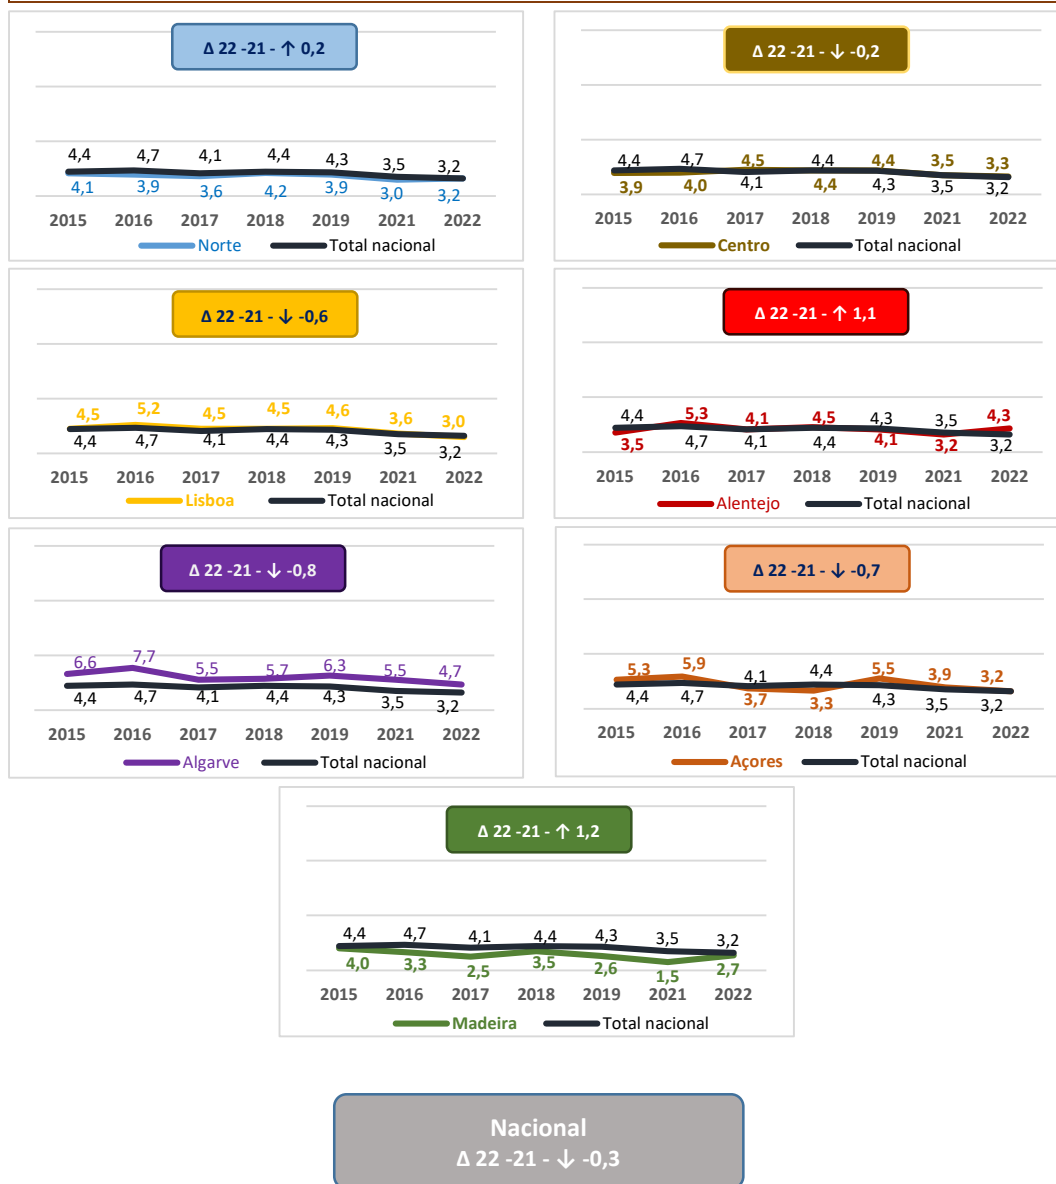 Δ 22 -21 - ↑ 0,2
4,4 4,7 4,1 4,4 4,3 3,5 3,2
4,1 3,9 3,6 4,2 3,9 3,0 3,2
2015 2016 2017 2018 2019 2021 2022
Norte Total nacional
Δ 22 -21 - ↓ -0,2
4,4 4,7 4,5 4,4 4,4 3,5 3,3
3,9 4,0 4,1 4,4 4,3 3,5 3,2
2015 2016 2017 2018 2019 2021 2022
Centro Total nacional
Δ 22 -21 - ↓ -0,6
4,5 5,2 4,5 4,5 4,6 3,6 3,0
4,4 4,7 4,1 4,4 4,3 3,5 3,2
2015 2016 2017 2018 2019 2021 2022
Lisboa Total nacional
Δ 22 -21 - ↑ 1,1
4,4 5,3 4,1 4,5 4,3 3,5 4,3
3,5 4,7 4,1 4,4 4,1 3,2 3,2
2015 2016 2017 2018 2019 2021 2022
Alentejo Total nacional
Δ 22 -21 - ↓ -0,8
6,6 7,7 5,5 5,7 6,3 5,5 4,7
4,4 4,7 4,1 4,4 4,3 3,5 3,2
2015 2016 2017 2018 2019 2021 2022
Algarve Total nacional
Δ 22 -21 - ↓ -0,7
5,3 5,9 4,1 4,4 5,5 3,9 3,2
4,4 4,7 3,7 3,3 4,3 3,5 3,2
2015 2016 2017 2018 2019 2021 2022
Açores Total nacional
Δ 22 -21 - ↑ 1,2
4,4 4,7 4,1 4,4 4,3 3,5 3,2
4,0 3,3 2,5 3,5 2,6 1,5 2,7
2015 2016 2017 2018 2019 2021 2022
Madeira Total nacional
Nacional
Δ 22 -21 - ↓ -0,3